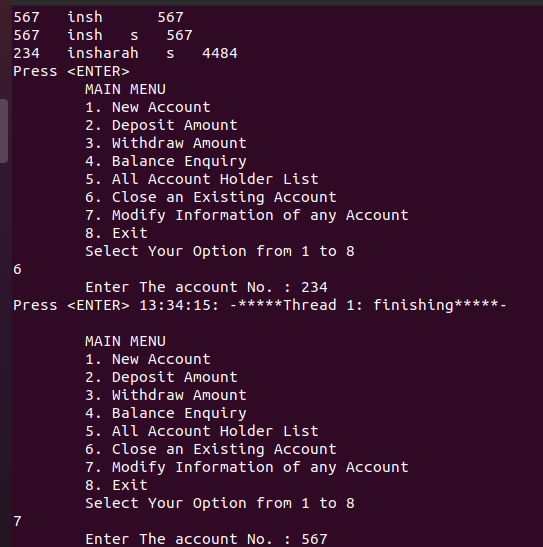 567   insh      567
567   insh   s   567
234   insharah   s   4484
Press <ENTER>
        MAIN MENU
        1. New Account
        2. Deposit Amount
        3. Withdraw Amount
        4. Balance Enquiry
        5. All Account Holder List
        6. Close an Existing Account
        7. Modify Information of any Account
        8. Exit
        Select Your Option from 1 to 8
6
        Enter The account No. : 234
Press <ENTER> 13:34:15: -*****Thread 1: finishing*****-
        MAIN MENU
        1. New Account
        2. Deposit Amount
        3. Withdraw Amount
        4. Balance Enquiry
        5. All Account Holder List
        6. Close an Existing Account
        7. Modify Information of any Account
        8. Exit
        Select Your Option from 1 to 8
7
        Enter The account No. : 567